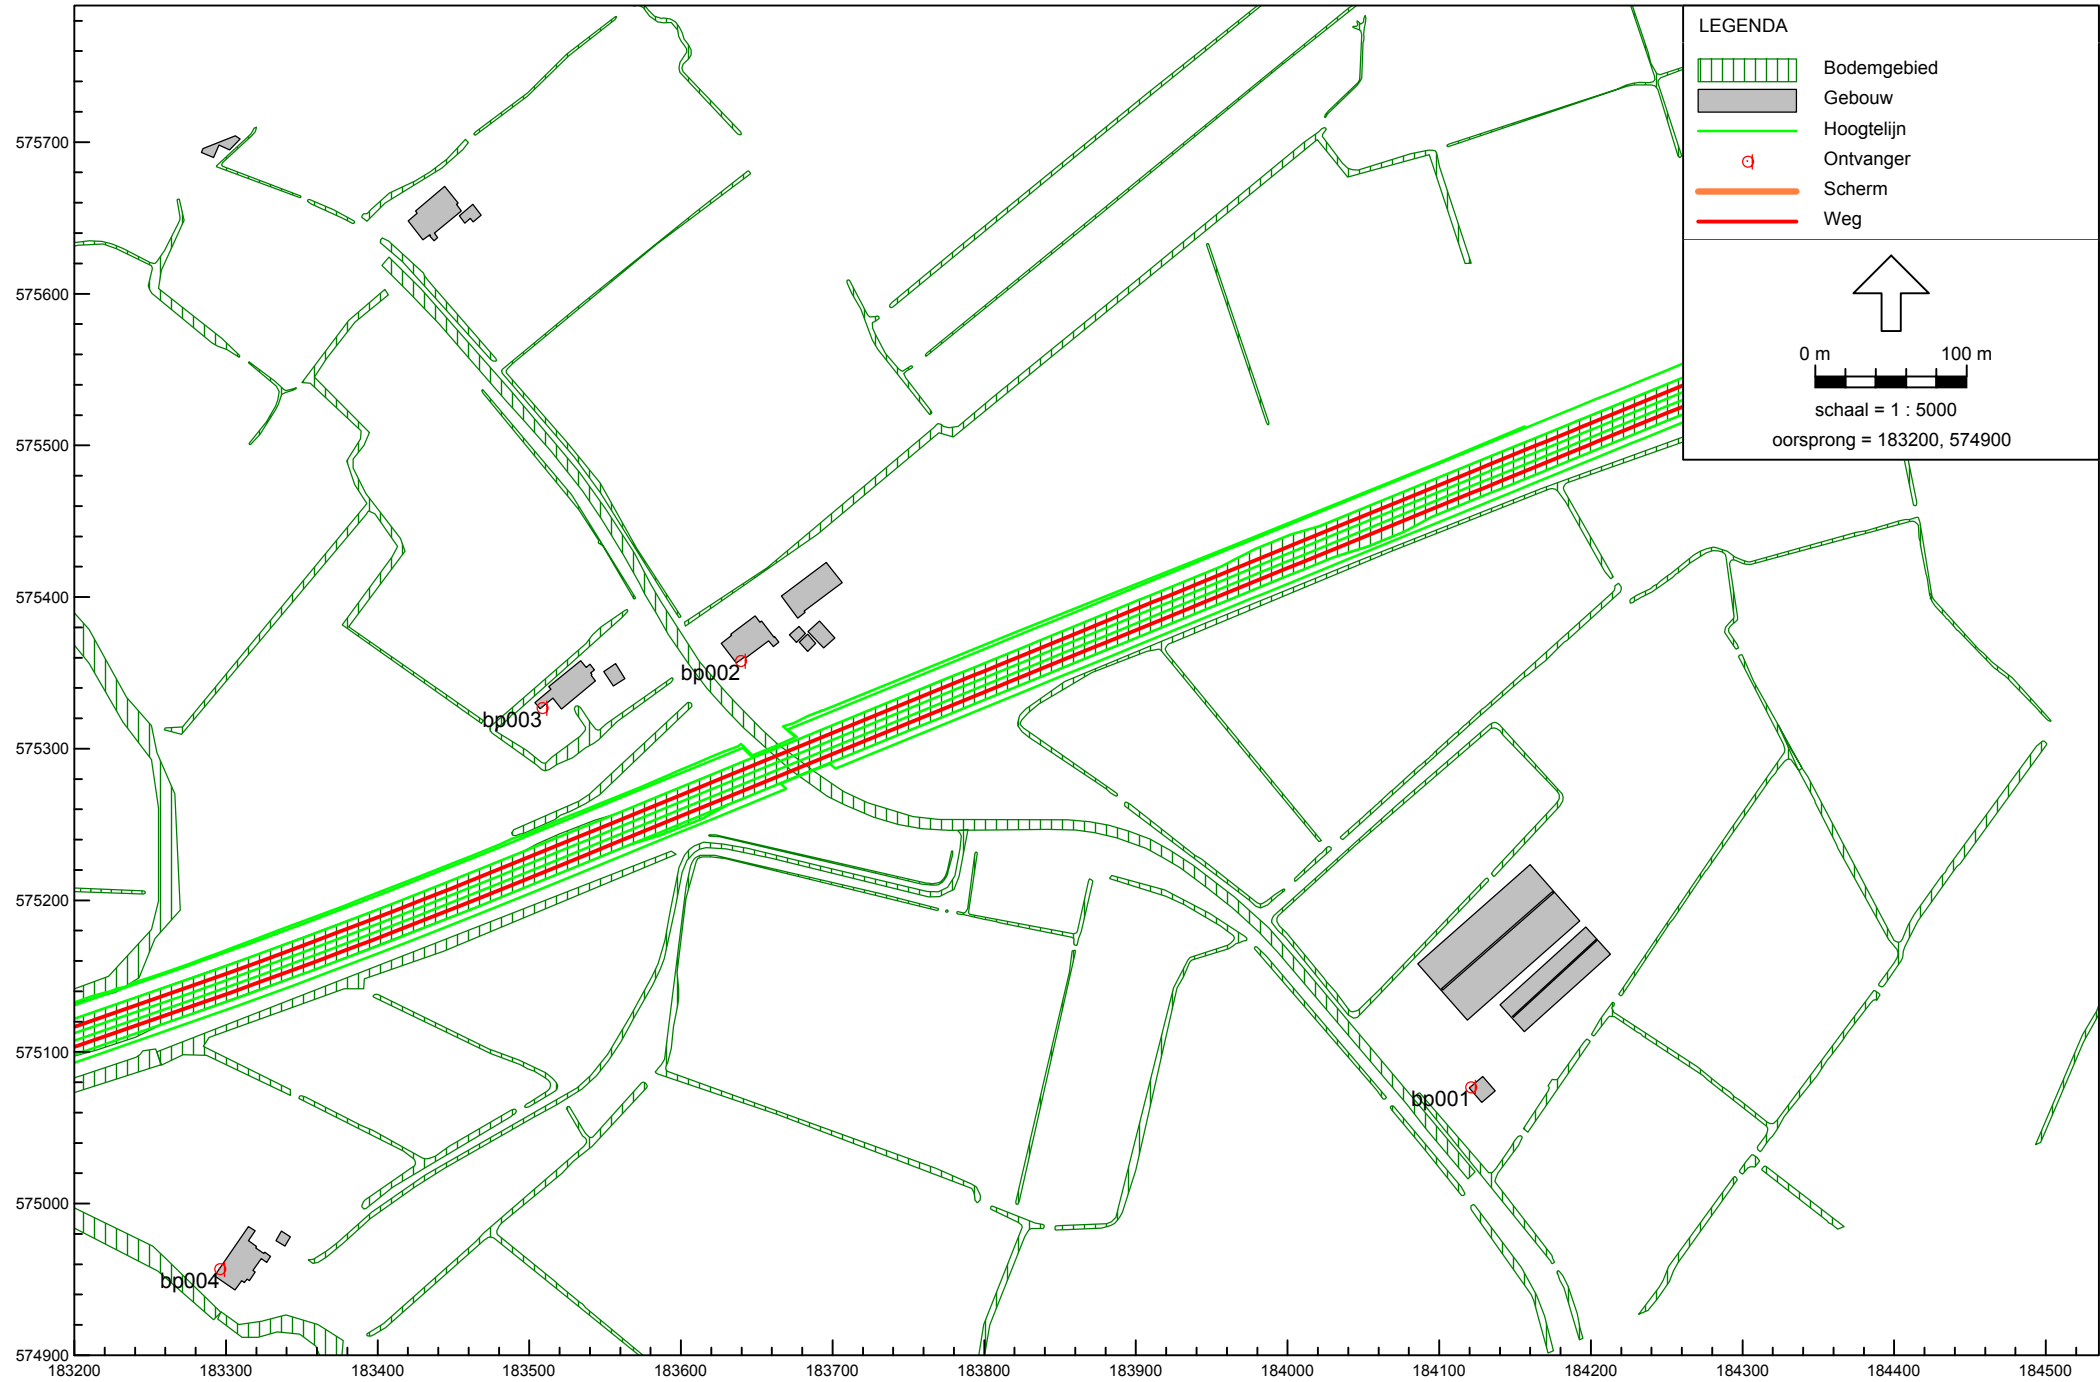 LEGENDA
Bodemgebied
Gebouw
Hoogtelijn
Ontvanger
Scherm
Weg
0 m 100 m
schaal = 1 : 5000
oorsprong = 183200, 574900
575700
575600
575500
575400
575300
575200
575100
575000
574900
bp002
bp003
bp001
bp004
183200 183300 183400 183500 183600 183700 183800 183900 184000 184100 184200 184300 184400 184500